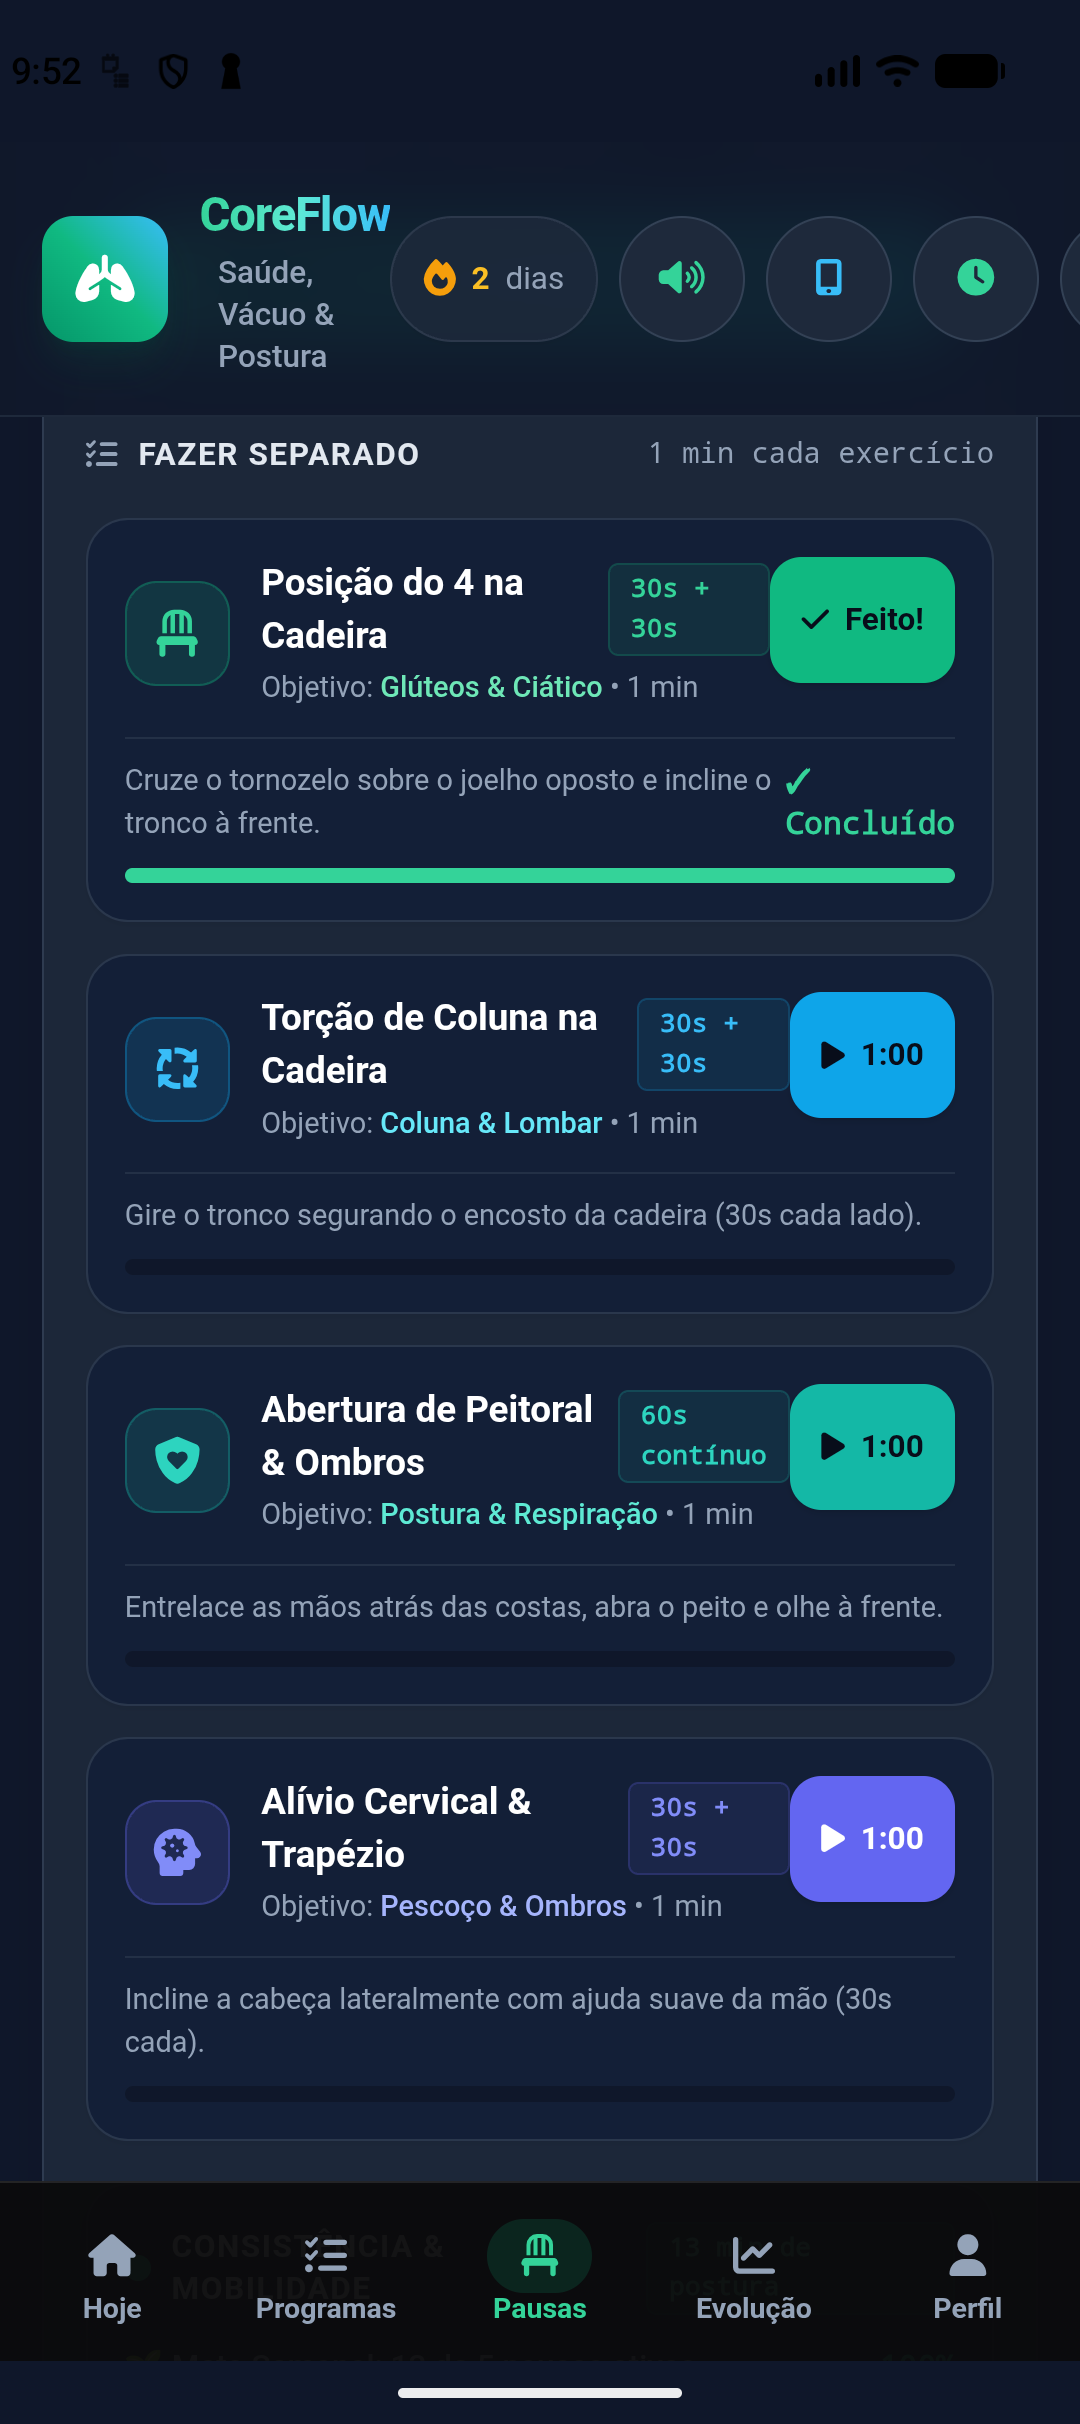 9:52
CoreFlow
Saúde,
Vácuo &
Postura
2 dias
FAZER SEPARADO
1 min cada exercício
Posição do 4 na
Cadeira
30s +
30s
Feito!
Objetivo: Glúteos & Ciático • 1 min
Cruze o tornozelo sobre o joelho oposto e incline o
tronco à frente.
✓
Concluído
Torção de Coluna na
Cadeira
30s +
30s
1:00
Objetivo: Coluna & Lombar • 1 min
Gire o tronco segurando o encosto da cadeira (30s cada lado).
Abertura de Peitoral
& Ombros
60s
contínuo
1:00
Objetivo: Postura & Respiração • 1 min
Entrelace as mãos atrás das costas, abra o peito e olhe à frente.
Alívio Cervical &
Trapézio
30s +
30s
1:00
Objetivo: Pescoço & Ombros • 1 min
Incline a cabeça lateralmente com ajuda suave da mão (30s
cada).
CONSISTÊNCIA &
MOBILIDADE
13 de
postura
Hoje
Programas
Pausas
Evolução
Perfil